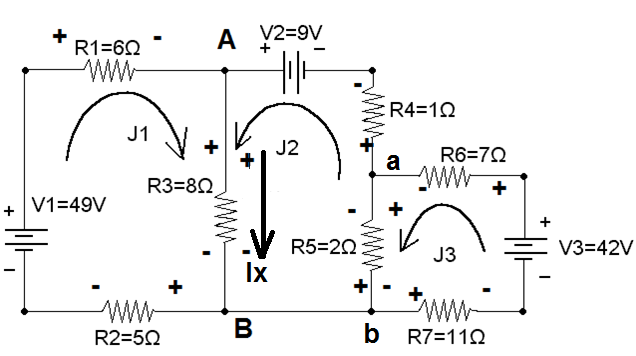 V2=9V
+ R1=6Ω - A + -
- R4=1Ω
J1 J2 +
+ + a R6=7Ω
R3=8Ω - +
+ V1=49V - + +
- - R5=2Ω J3 V3=42V
- + Ix + - + - -
R2=5Ω B b R7=11Ω